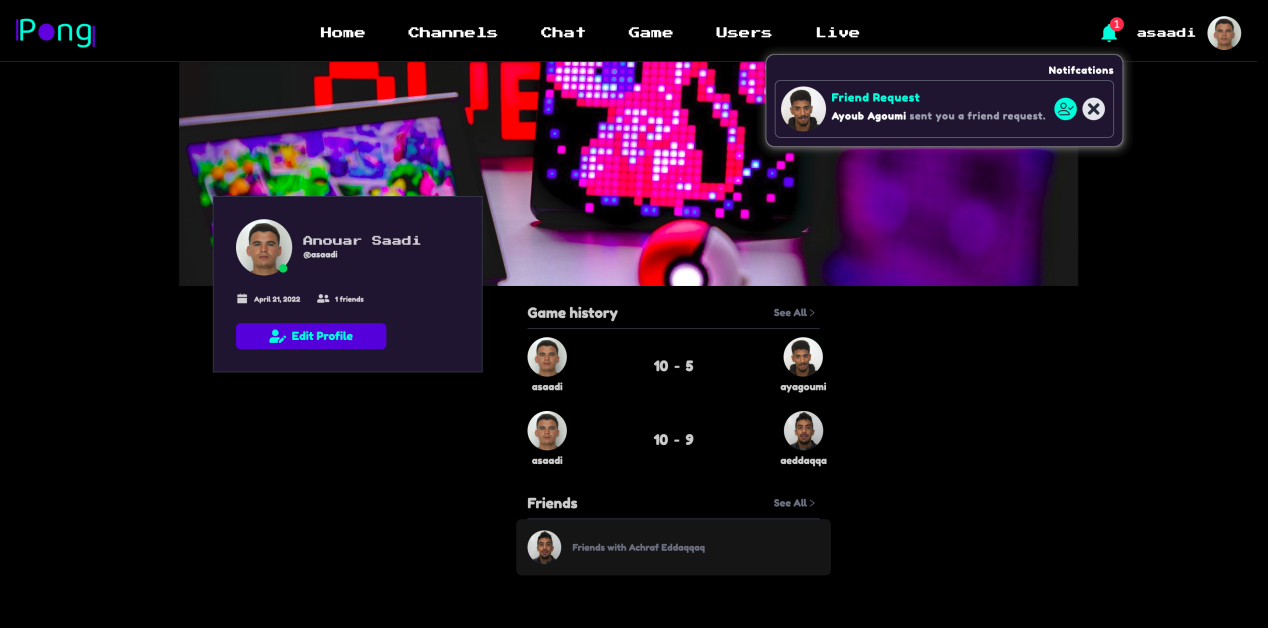 Pong
Home Channels Chat Game Users Live
1
asaadi
Notifcations
Friend Request
Ayoub Agoumi sent you a friend request.
Anouar Saadi
@asaadi
April 21, 2022 1 friends
Edit Profile
Game history See All >
10 - 5
asaadi ayagoumi
10 - 9
asaadi aeddaqqa
Friends See All >
Friends with Achraf Eddaqqaq